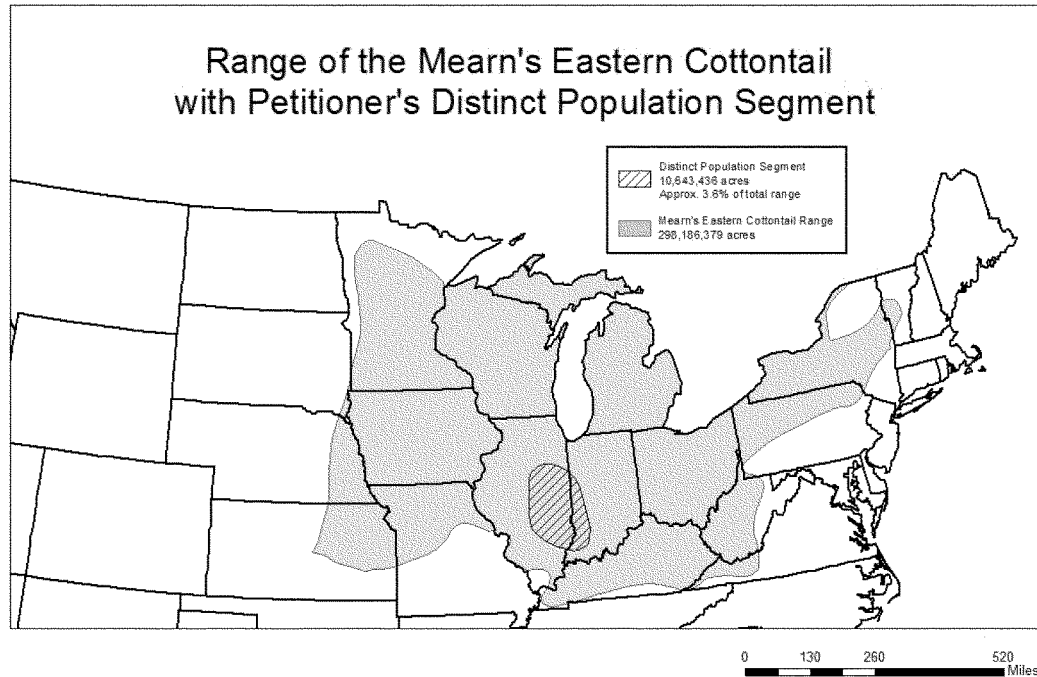 Range of the Mearn's Eastern Cottontail
with Petitioner's Distinct Population Segment
Distinct Population Segment
10,643,436 acres
Approx. 3.6% of total range
Mearn's Eastern Cottontail Range
298,186,379 acres
0 130 260 520
Miles